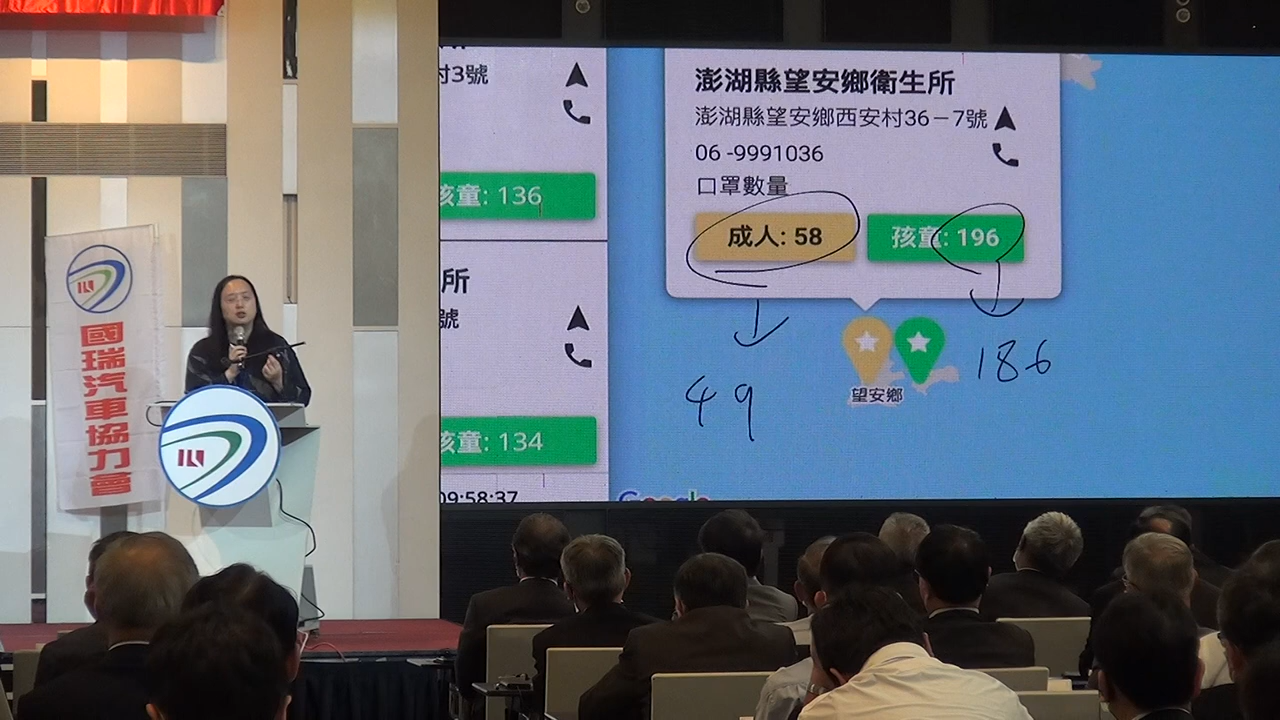 國瑞汽車協力會
村3號
孩童: 136
所
號
孩童: 134
09:58:37
澎湖縣望安鄉衛生所
澎湖縣望安鄉西安村36－7號
06 -9991036
口罩數量
成人: 58
孩童: 196
49
186
望安鄉
Google